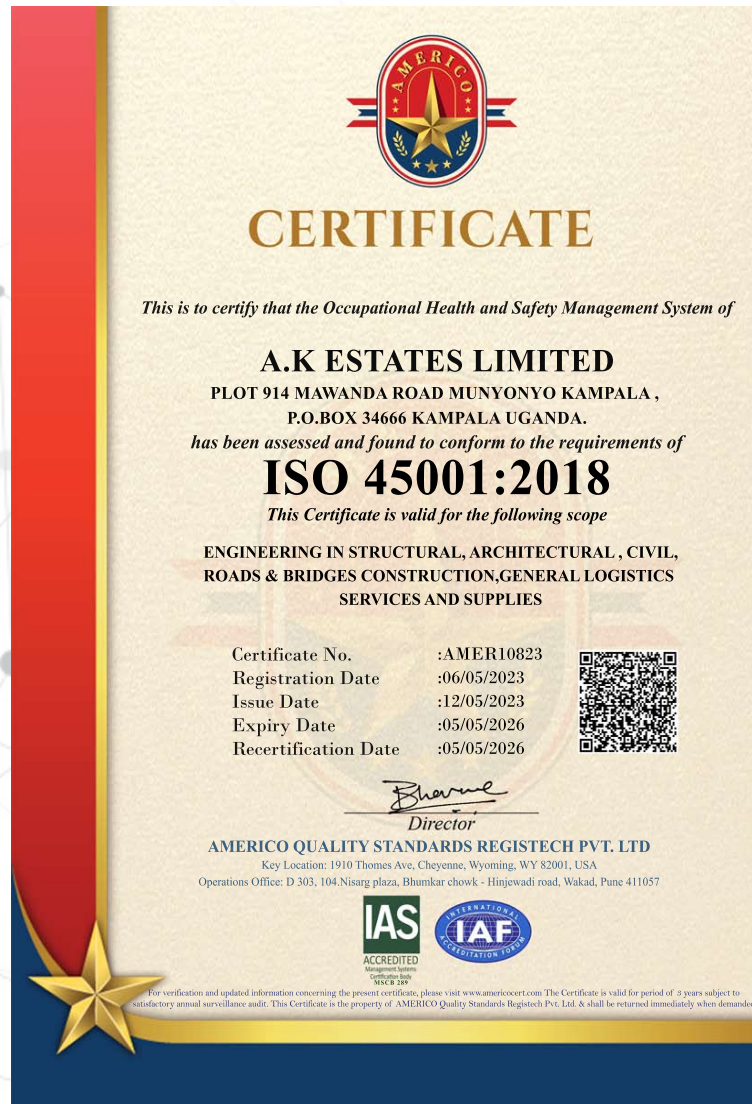 AMERICO
CERTIFICATE
This is to certify that the Occupational Health and Safety Management System of
A.K ESTATES LIMITED
PLOT 914 MAWANDA ROAD MUNYONYO KAMPALA ,
P.O.BOX 34666 KAMPALA UGANDA.
has been assessed and found to conform to the requirements of
ISO 45001:2018
This Certificate is valid for the following scope
ENGINEERING IN STRUCTURAL, ARCHITECTURAL , CIVIL,
ROADS & BRIDGES CONSTRUCTION,GENERAL LOGISTICS
SERVICES AND SUPPLIES
Certificate No. :AMER10823
Registration Date :06/05/2023
Issue Date :12/05/2023
Expiry Date :05/05/2026
Recertification Date :05/05/2026
Director
AMERICO QUALITY STANDARDS REGISTECH PVT. LTD
Key Location: 1910 Thomes Ave, Cheyenne, Wyoming, WY 82001, USA
Operations Office: D 303, 104.Nisarg plaza, Bhumkar chowk - Hinjewadi road, Wakad, Pune 411057
IAS
ACCREDITED
Management Systems
Certification Body
MSCB 289
INTERNATIONAL
IAF
ACCREDITATION FORUM
For verification and updated information concerning the present certificate, please visit www.americocert.com The Certificate is valid for period of 3 years subject to
satisfactory annual surveillance audit. This Certificate is the property of AMERICO Quality Standards Registech Pvt. Ltd. & shall be returned immediately when demanded